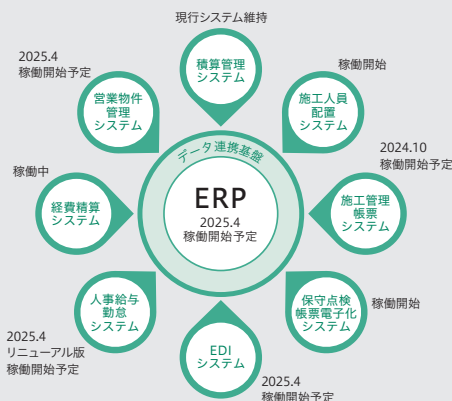 現行システム維持
積算管理
システム
稼働開始
施工人員
配置
システム
2024.10
稼働開始予定
施工管理
帳票
システム
稼働開始
保守点検
帳票電子化
システム
2025.4
稼働開始予定
EDI
システム
2025.4
リニューアル版
稼働開始予定
人事給与
勤怠
システム
稼働中
経費精算
システム
2025.4
稼働開始予定
営業物件
管理
システム
データ連携基盤
ERP
2025.4
稼働開始予定